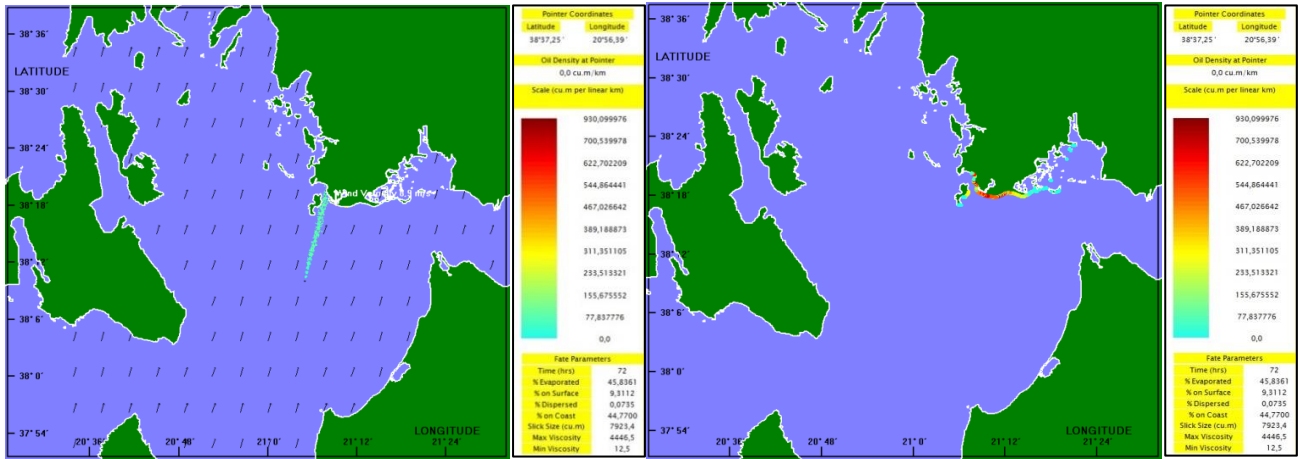 38° 36´
LATITUDE
38° 30´
38° 24´
38° 18´
38° 6´
38° 0´
37° 54´
20° 36´
20° 48´
21° 0´
21° 12´
21° 24´
LONGITUDE
Pointer Coordinates
Latitude Longitude
38°37,25 ´ 20°56,39 ´
Oil Density at Pointer
0,0 cu.m/km
Scale (cu.m per linear km)
930,099976
700,539978
622,702209
544,864441
467,026642
389,188873
311,351105
233,513321
155,675552
77,837776
0,0
Fate Parameters
Time (hrs) 72
% Evaporated 45,8361
% on Surface 9,3112
% Dispersed 0,0735
% on Coast 44,7700
Slick Size (cu.m) 7923,4
Max Viscosity 4446,5
Min Viscosity 12,5
38° 36´
LATITUDE
38° 30´
38° 24´
38° 18´
38° 12´
38° 6´
38° 0´
37° 54´
20° 36´
20° 48´
21° 0´
21° 12´
21° 24´
LONGITUDE
Pointer Coordinates
Latitude Longitude
38°37,25 ´ 20°56,39 ´
Oil Density at Pointer
0,0 cu.m/km
Scale (cu.m per linear km)
930,099976
700,539978
622,702209
544,864441
467,026642
389,188873
311,351105
233,513321
155,675552
77,837776
0,0
Fate Parameters
Time (hrs) 72
% Evaporated 45,8361
% on Surface 9,3112
% Dispersed 0,0735
% on Coast 44,7700
Slick Size (cu.m) 7923,4
Max Viscosity 4446,5
Min Viscosity 12,5